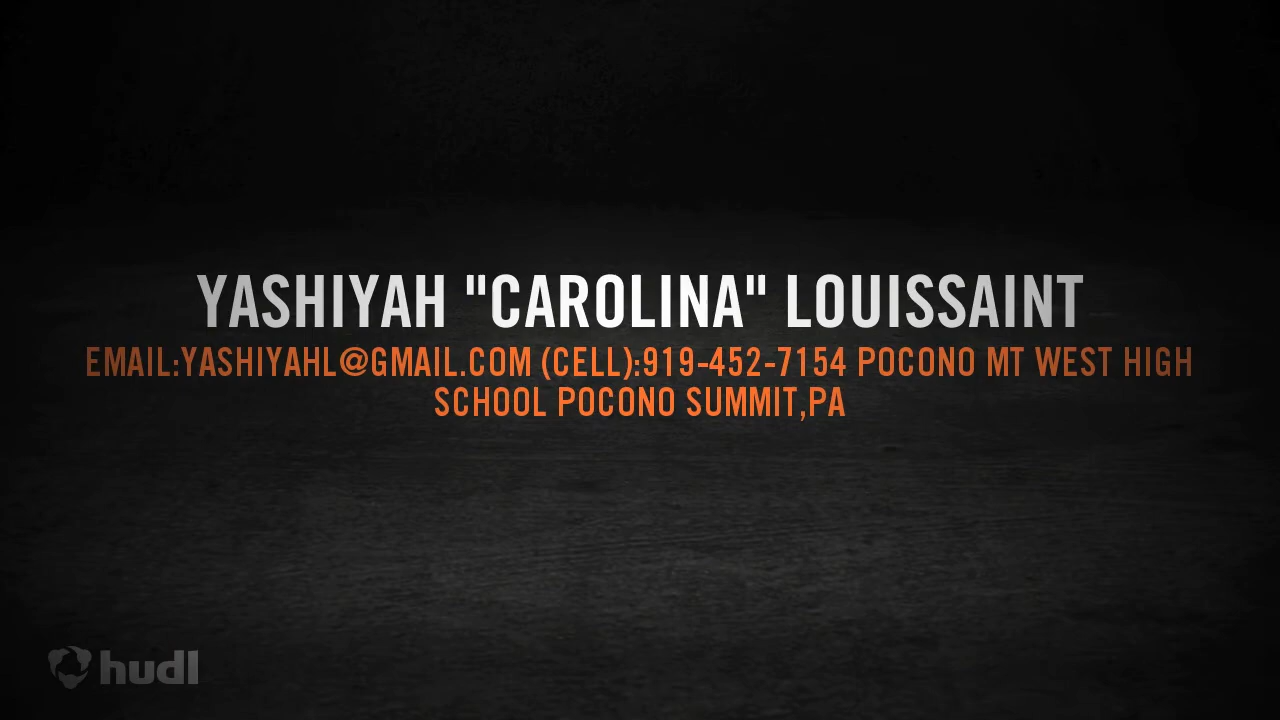 YASHIYAH "CAROLINA" LOUISSAINT
EMAIL:YASHIYAHL@GMAIL.COM (CELL):919-452-7154 POCONO MT WEST HIGH
SCHOOL POCONO SUMMIT,PA
hudl